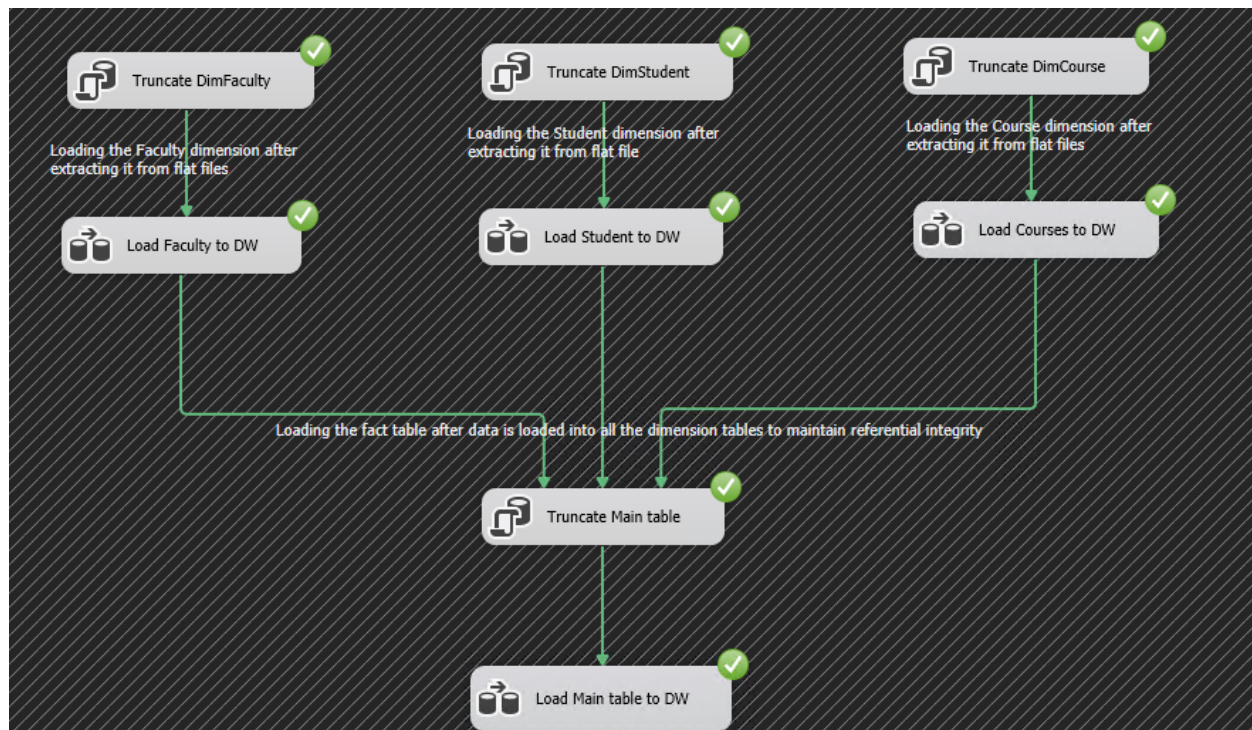 Truncate DimFaculty
Truncate DimStudent
Truncate DimCourse
Loading the Faculty dimension after
extracting it from flat files
Loading the Student dimension after
extracting it from flat file
Loading the Course dimension after
extracting it from flat files
Load Faculty to DW
Load Student to DW
Load Courses to DW
Loading the fact table after data is loaded into all the dimension tables to maintain referential integrity
Truncate Main table
Load Main table to DW